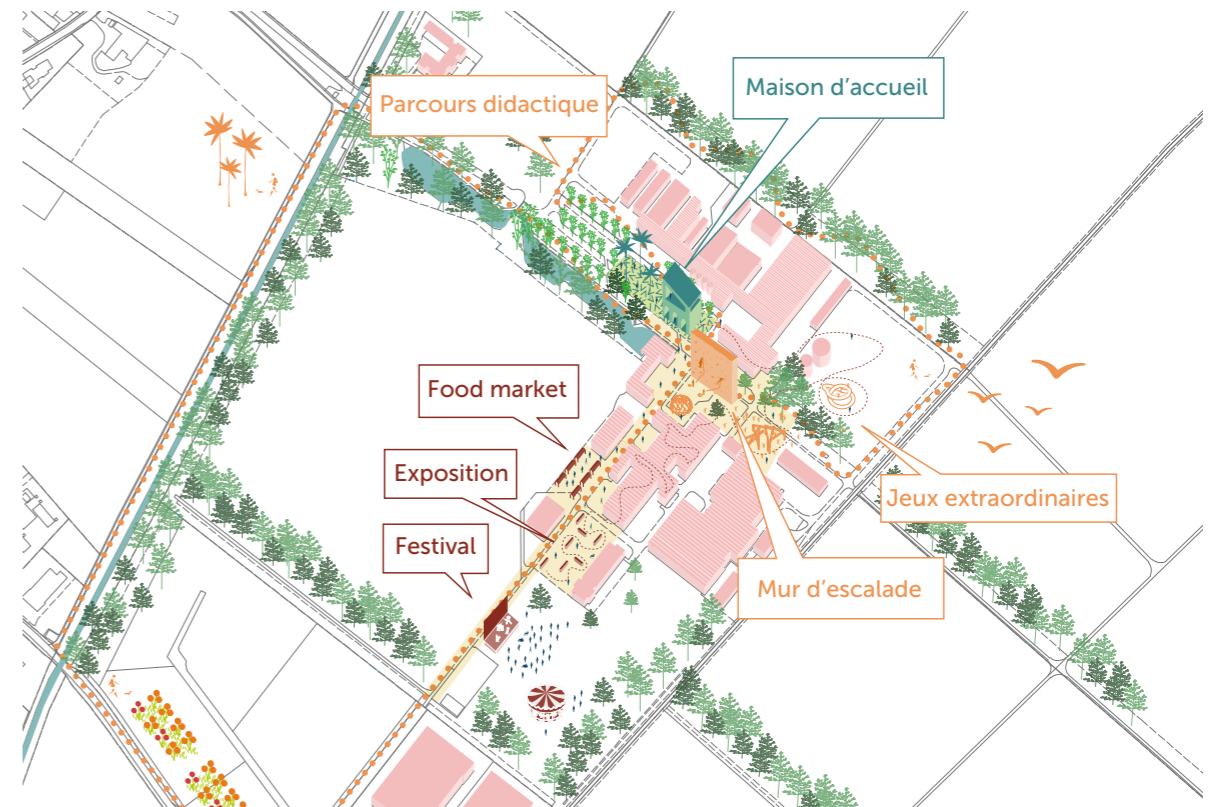 Maison d'accueil
Parcours didactique
Food market
Exposition
Jeux extraordinaires
Festival
Mur d'escalade